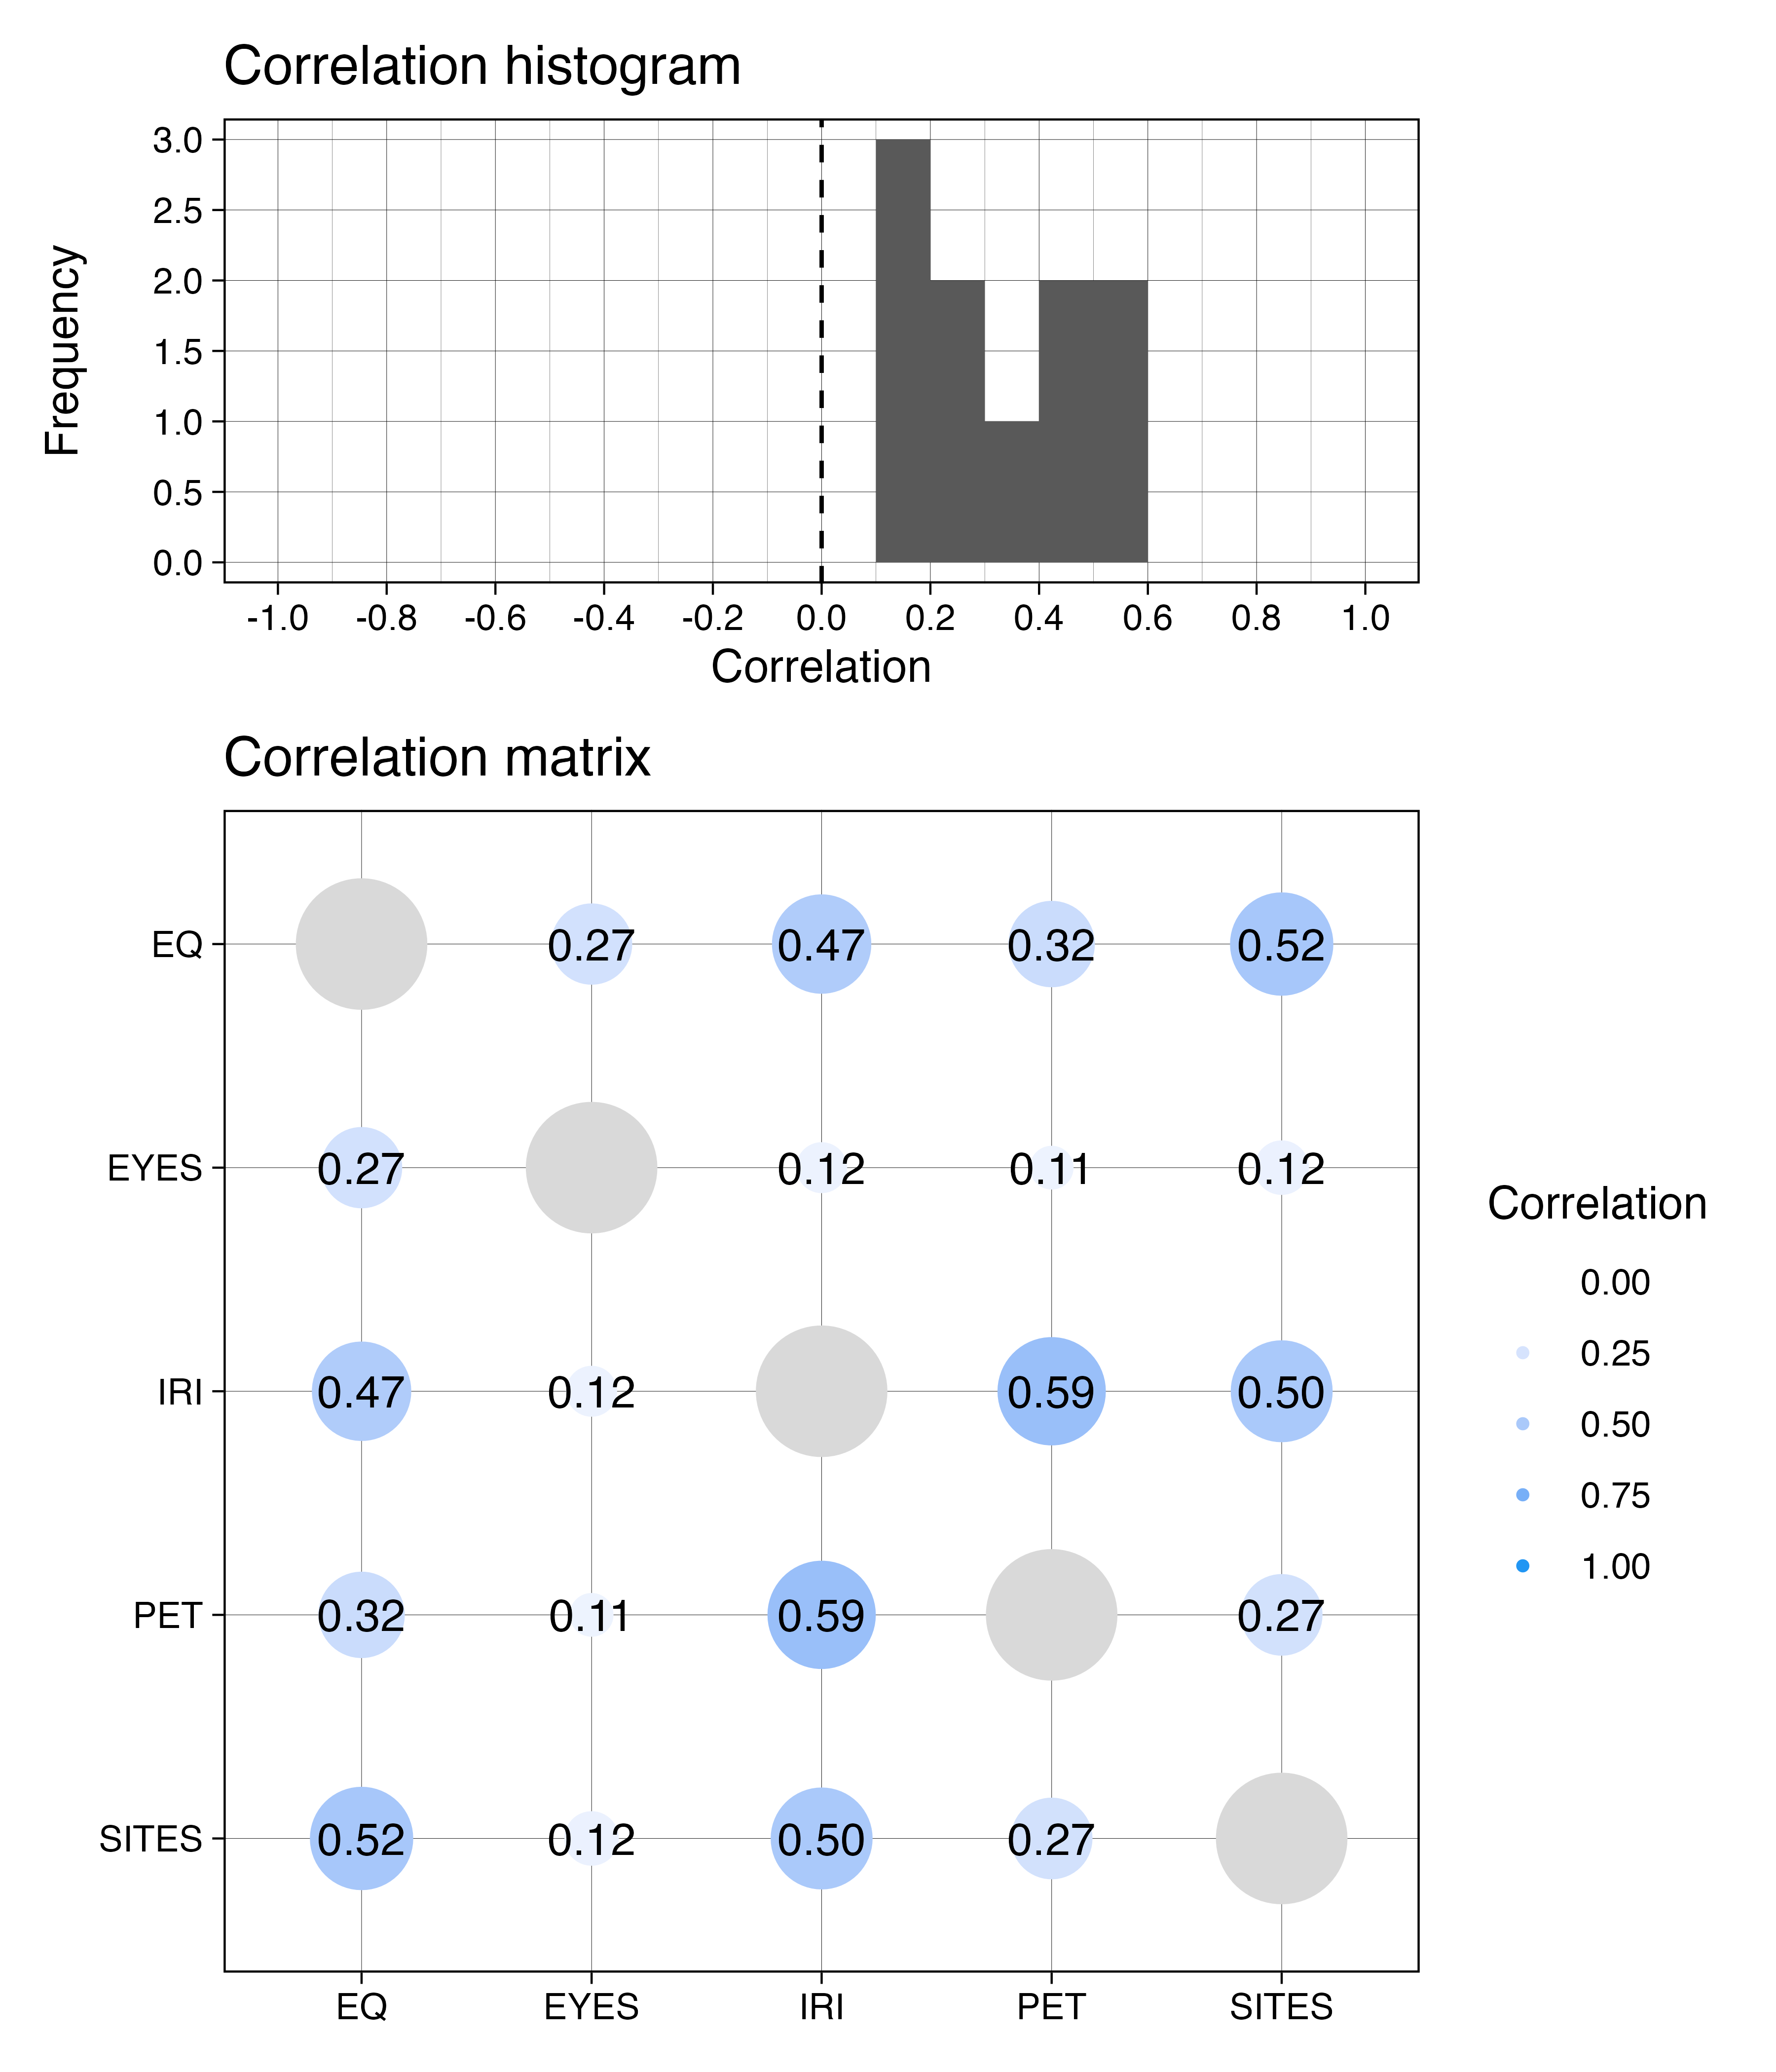 Correlation histogram
3.0
2.5
2.0
1.5
1.0
0.5
0.0
Frequency
-1.0 -0.8 -0.6 -0.4 -0.2 0.0 0.2 0.4 0.6 0.8 1.0
Correlation
Correlation matrix
EQ 0.27 0.47 0.32 0.52
EYES 0.27 0.12 0.11 0.12
IRI 0.47 0.12 0.59 0.50
PET 0.32 0.11 0.59 0.27
SITES 0.52 0.12 0.50 0.27
EQ EYES IRI PET SITES
Correlation
0.00
0.25
0.50
0.75
1.00